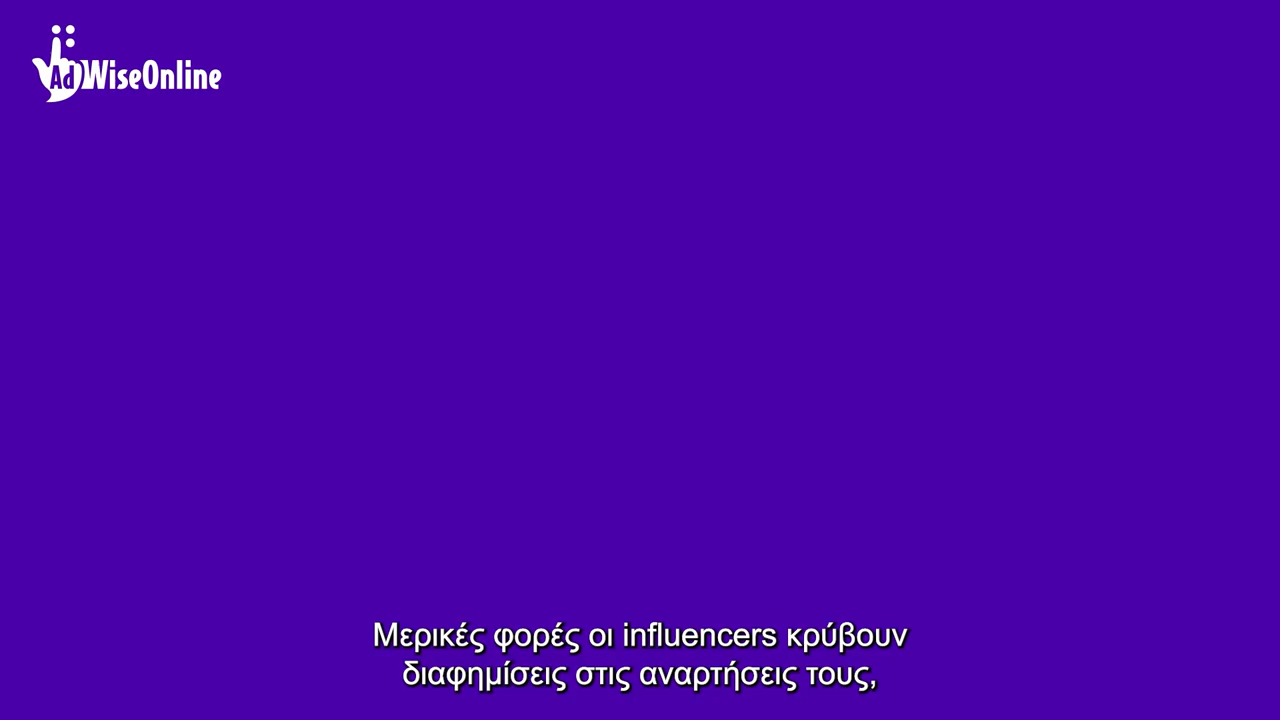 AdWiseOnline
Μερικές φορές οι influencers κρύβουν
διαφημίσεις στις αναρτήσεις τους,